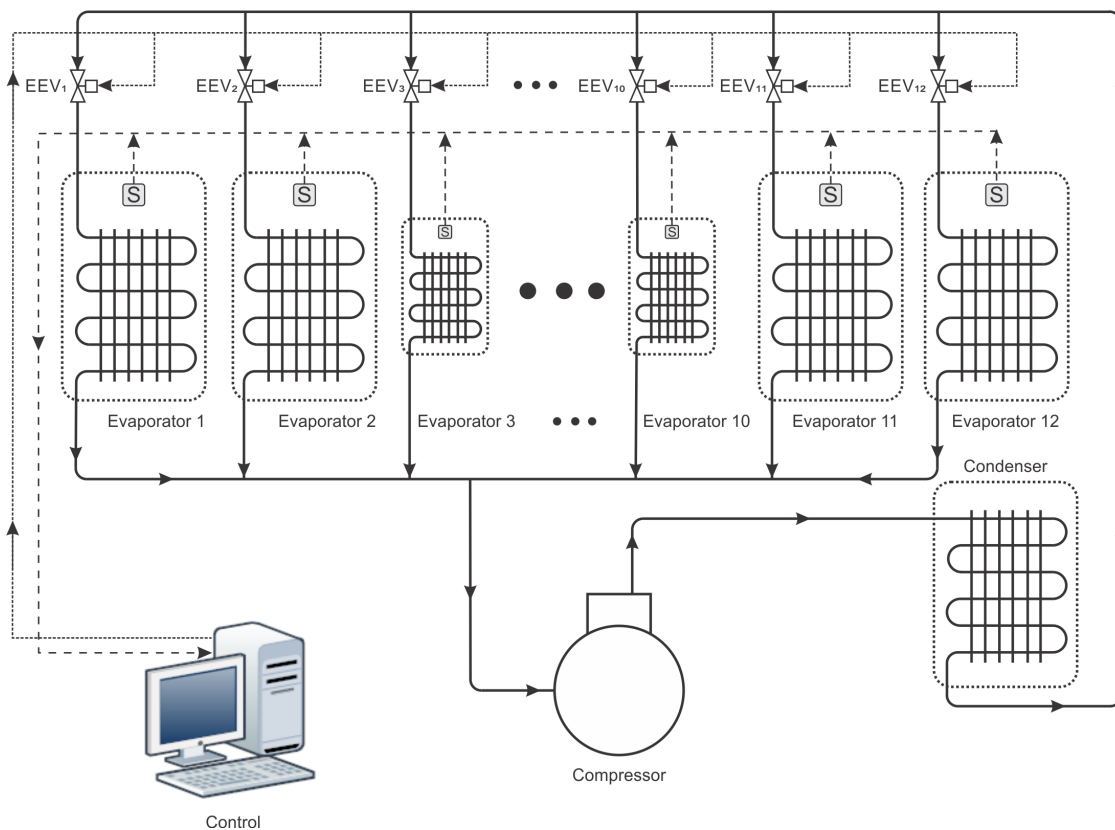 EEV₁
EEV₂
EEV₃
EEV₁₀
EEV₁₁
EEV₁₂
S
S
S
S
S
S
Evaporator 1
Evaporator 2
Evaporator 3
Evaporator 10
Evaporator 11
Evaporator 12
Condenser
Compressor
Control